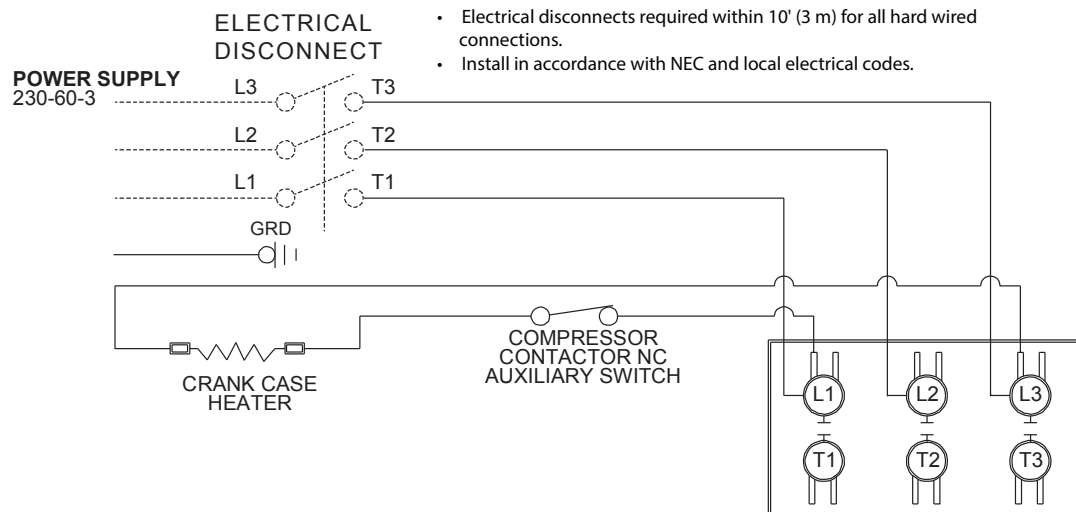 ELECTRICAL
DISCONNECT
• Electrical disconnects required within 10' (3 m) for all hard wired
connections.
• Install in accordance with NEC and local electrical codes.
POWER SUPPLY
230-60-3
L3 T3
L2 T2
L1 T1
GRD
COMPRESSOR
CONTACTOR NC
AUXILIARY SWITCH
CRANK CASE
HEATER
L1 L2 L3
T1 T2 T3